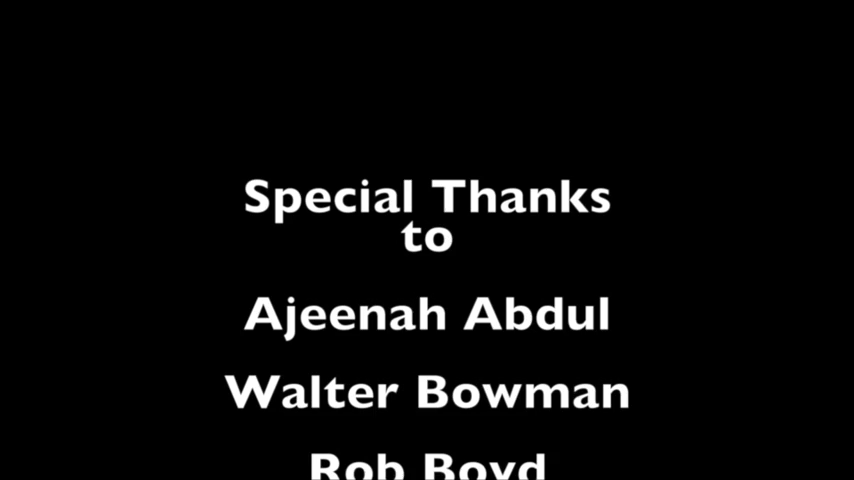 Special Thanks
to
Ajeenah Abdul
Walter Bowman
Rob Boyd